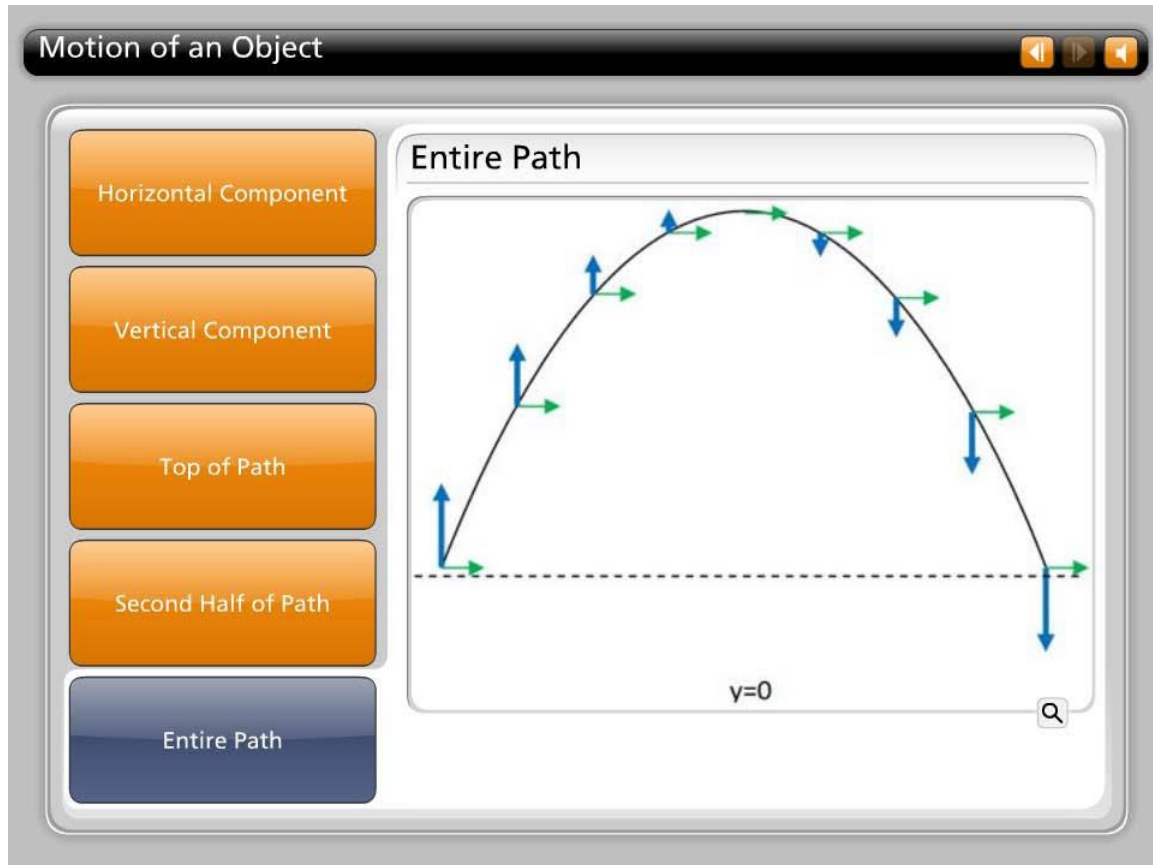 Motion of an Object
Horizontal Component
Vertical Component
Top of Path
Second Half of Path
Entire Path
Entire Path
y=0